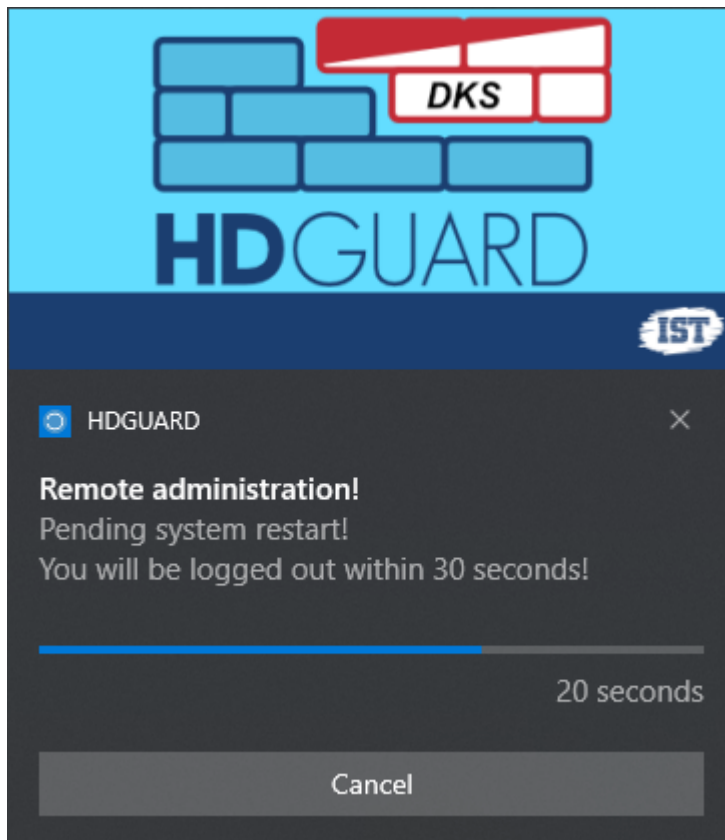 DKS
HDGUARD
IST
HDGUARD
Remote administration!
Pending system restart!
You will be logged out within 30 seconds!
20 seconds
Cancel